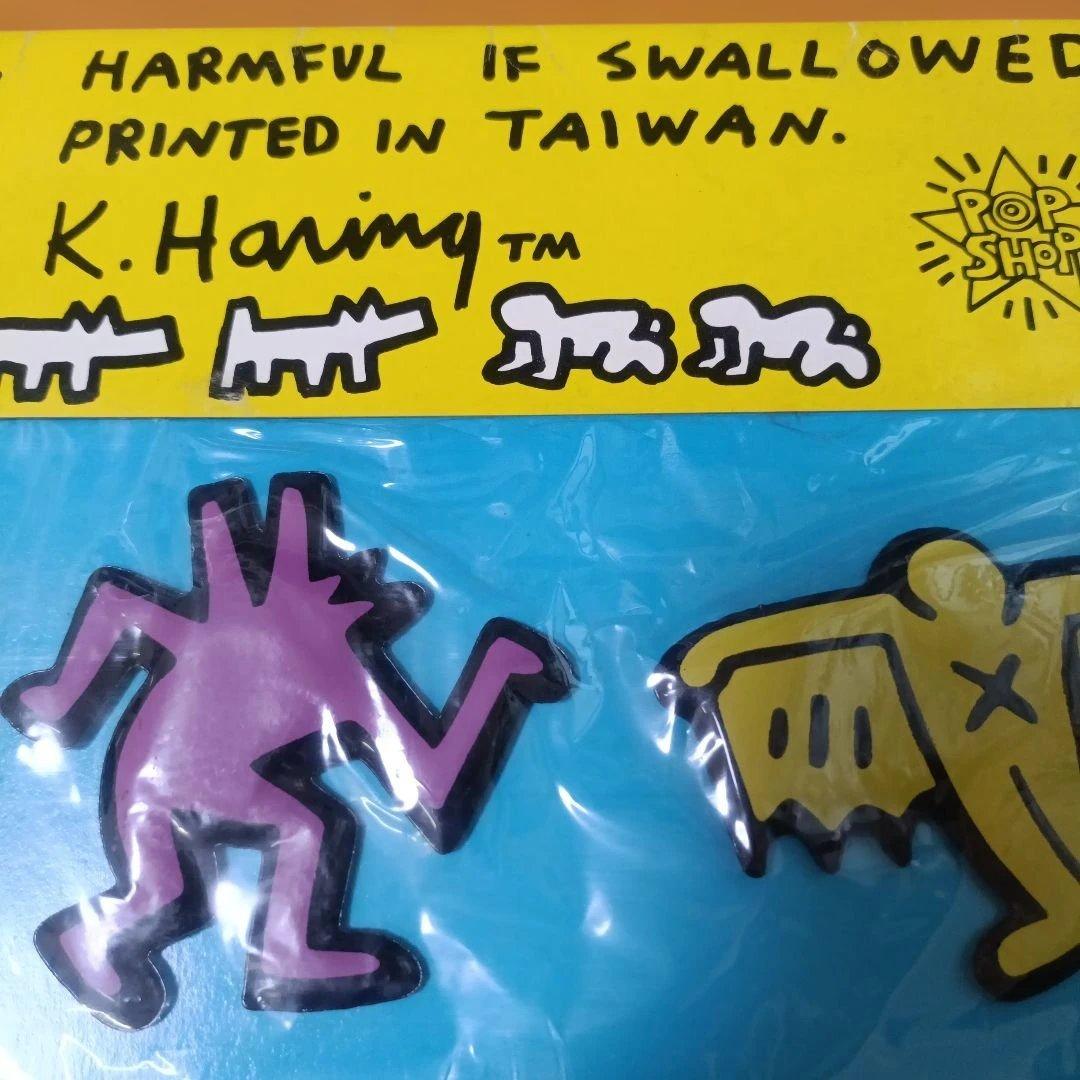 HARMFUL IF SWALLOWED
PRINTED IN TAIWAN.
K. Haring TM
POP
SHOP